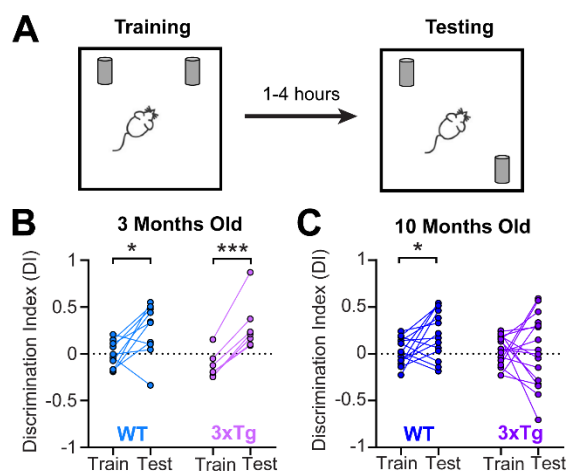 A
Training
Testing
1-4 hours
B
3 Months Old
C
10 Months Old
Discrimination Index (DI)
1
0.5
0
-0.5
-1
*
***
WT
3xTg
Train Test
Train Test
Discrimination Index (DI)
1
0.5
0
-0.5
-1
*
WT
3xTg
Train Test
Train Test